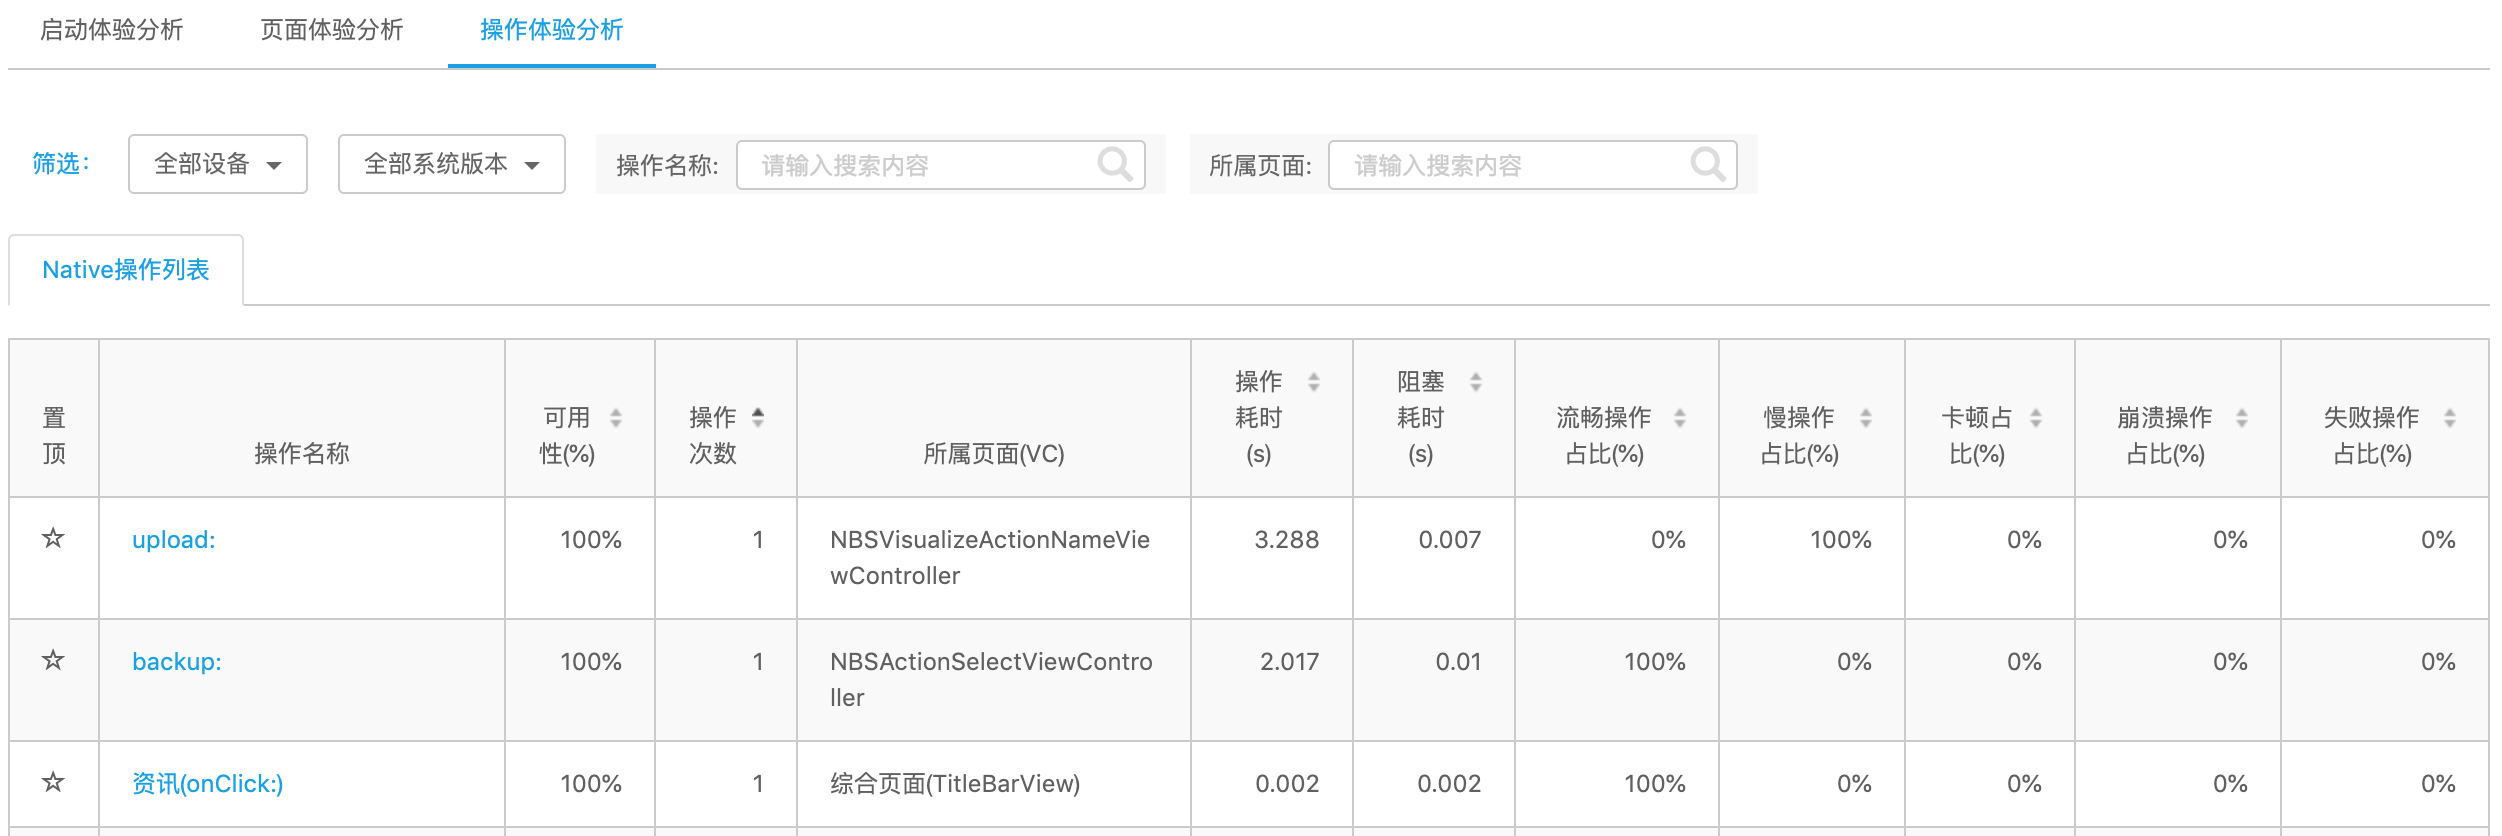 启动体验分析 页面体验分析 操作体验分析
筛选: 全部设备 全部系统版本 操作名称: 请输入搜索内容 所属页面: 请输入搜索内容
Native操作列表
置顶 操作名称 可用性(%) 操作次数 所属页面(VC) 操作耗时(s) 阻塞耗时(s) 流畅操作占比(%) 慢操作占比(%) 卡顿占比(%) 崩溃操作占比(%) 失败操作占比(%)
☆ upload: 100% 1 NBSVisualizeActionNameViewController 3.288 0.007 0% 100% 0% 0% 0%
☆ backup: 100% 1 NBSActionSelectViewController 2.017 0.01 100% 0% 0% 0% 0%
☆ 资讯(onClick:) 100% 1 综合页面(TitleBarView) 0.002 0.002 100% 0% 0% 0% 0%